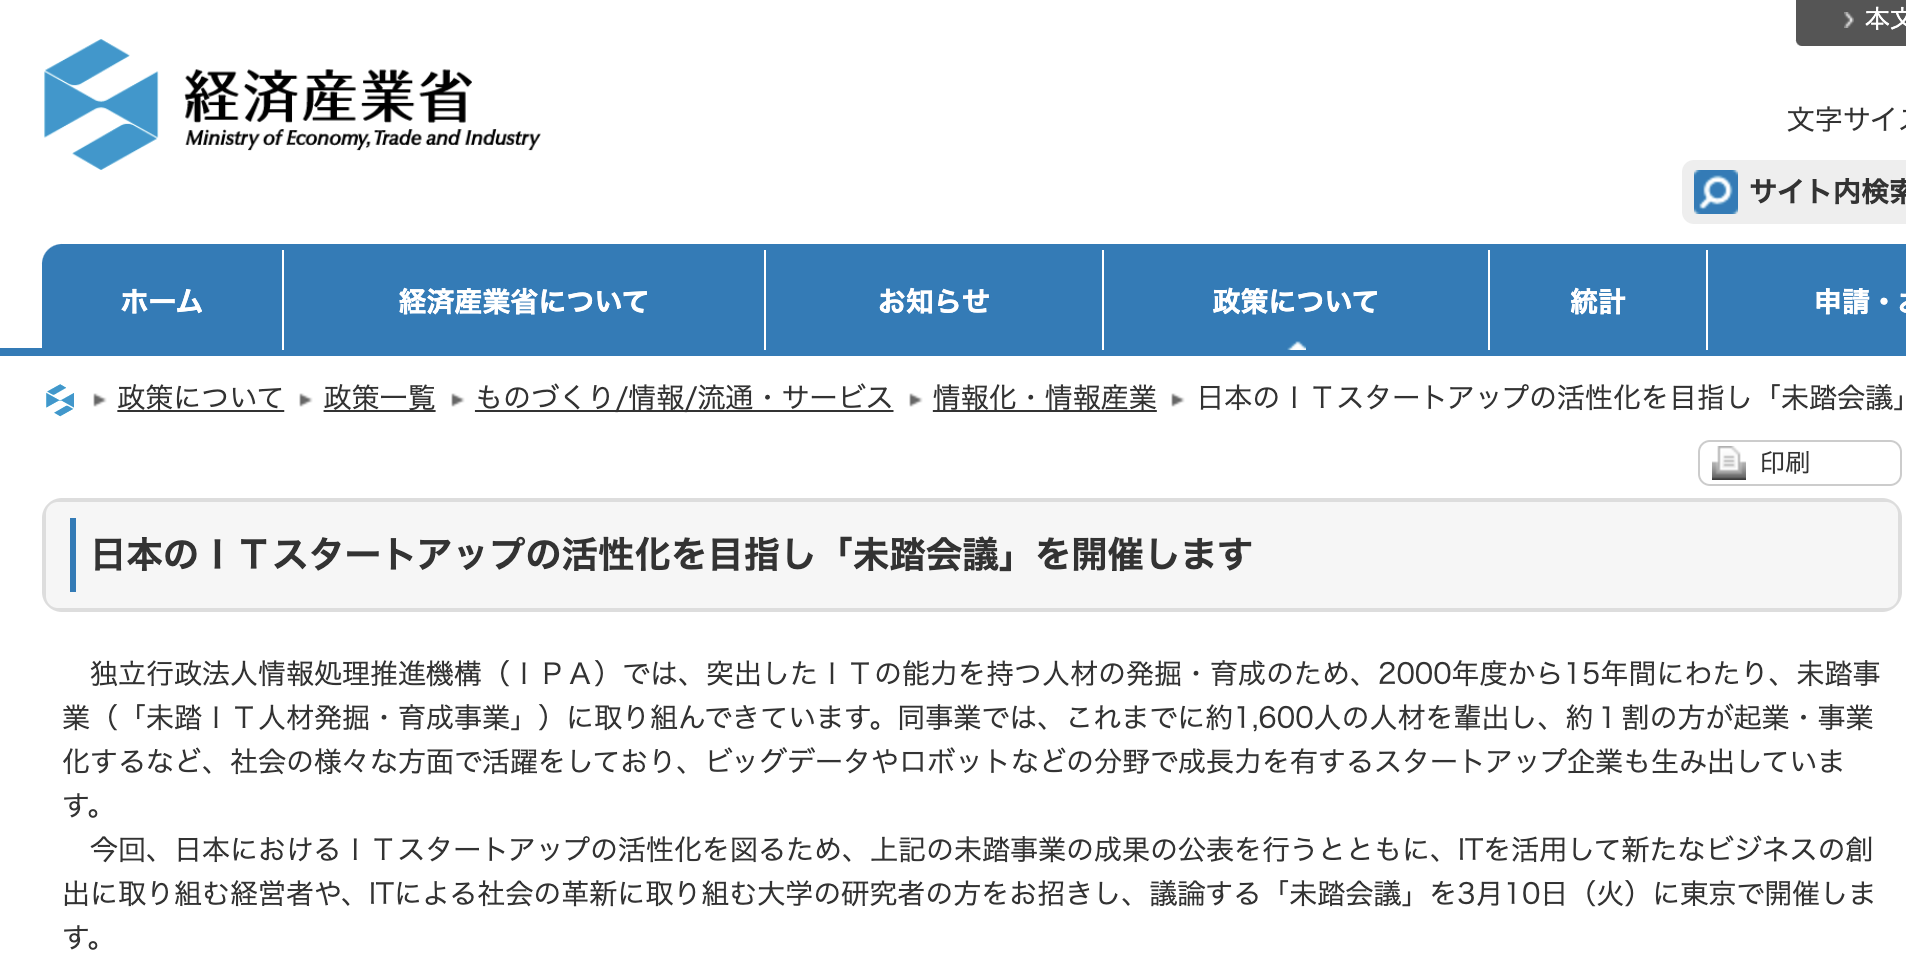 本文
経済産業省
Ministry of Economy, Trade and Industry
文字サイズ
サイト内検索
ホーム
経済産業省について
お知らせ
政策について
統計
申請・お
政策について
政策一覧
ものづくり/情報/流通・サービス
情報化・情報産業
日本のＩＴスタートアップの活性化を目指し「未踏会議」
印刷
日本のＩＴスタートアップの活性化を目指し「未踏会議」を開催します
独立行政法人情報処理推進機構（ＩＰＡ）では、突出したＩＴの能力を持つ人材の発掘・育成のため、2000年度から15年間にわたり、未踏事
業（「未踏ＩＴ人材発掘・育成事業」）に取り組んできています。同事業では、これまでに約1,600人の人材を輩出し、約１割の方が起業・事業
化するなど、社会の様々な方面で活躍をしており、ビッグデータやロボットなどの分野で成長力を有するスタートアップ企業も生み出していま
す。
今回、日本におけるＩＴスタートアップの活性化を図るため、上記の未踏事業の成果の公表を行うとともに、ITを活用して新たなビジネスの創
出に取り組む経営者や、ITによる社会の革新に取り組む大学の研究者の方をお招きし、議論する「未踏会議」を3月10日（火）に東京で開催しま
す。